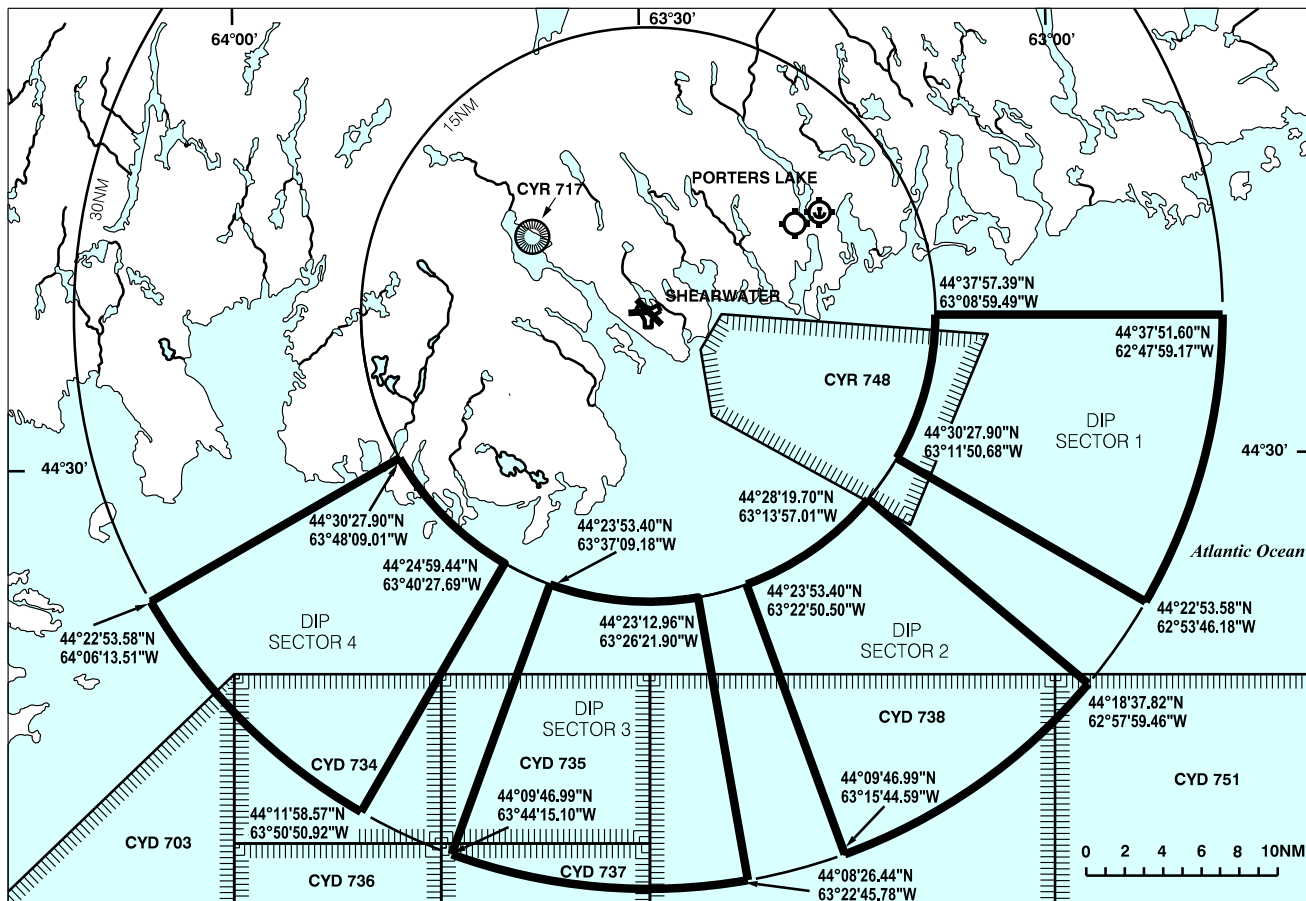 64°00'
63°30'
63°00'
15NM
30NM
CYR 717
PORTERS LAKE
SHEARWATER
44°37'57.39"N
63°08'59.49"W
44°37'51.60"N
62°47'59.17"W
CYR 748
DIP
SECTOR 1
44°30'27.90"N
63°11'50.68"W
44°30'
44°30'
44°28'19.70"N
63°13'57.01"W
44°30'27.90"N
63°48'09.01"W
44°23'53.40"N
63°37'09.18"W
Atlantic Ocean
44°24'59.44"N
63°40'27.69"W
44°23'53.40"N
63°22'50.50"W
44°22'53.58"N
62°53'46.18"W
44°23'12.96"N
63°26'21.90"W
44°22'53.58"N
64°06'13.51"W
DIP
SECTOR 4
DIP
SECTOR 2
DIP
SECTOR 3
CYD 738
44°18'37.82"N
62°57'59.46"W
CYD 734
CYD 735
CYD 751
44°09'46.99"N
63°44'15.10"W
44°09'46.99"N
63°15'44.59"W
44°11'58.57"N
63°50'50.92"W
CYD 703
CYD 736
CYD 737
44°08'26.44"N
63°22'45.78"W
0 2 4 6 8 10NM